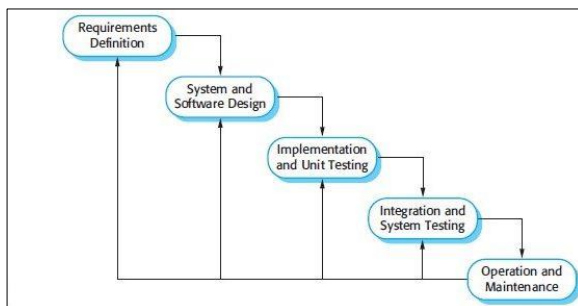 Requirements
Definition
System and
Software Design
Implementation
and Unit Testing
Integration and
System Testing
Operation and
Maintenance